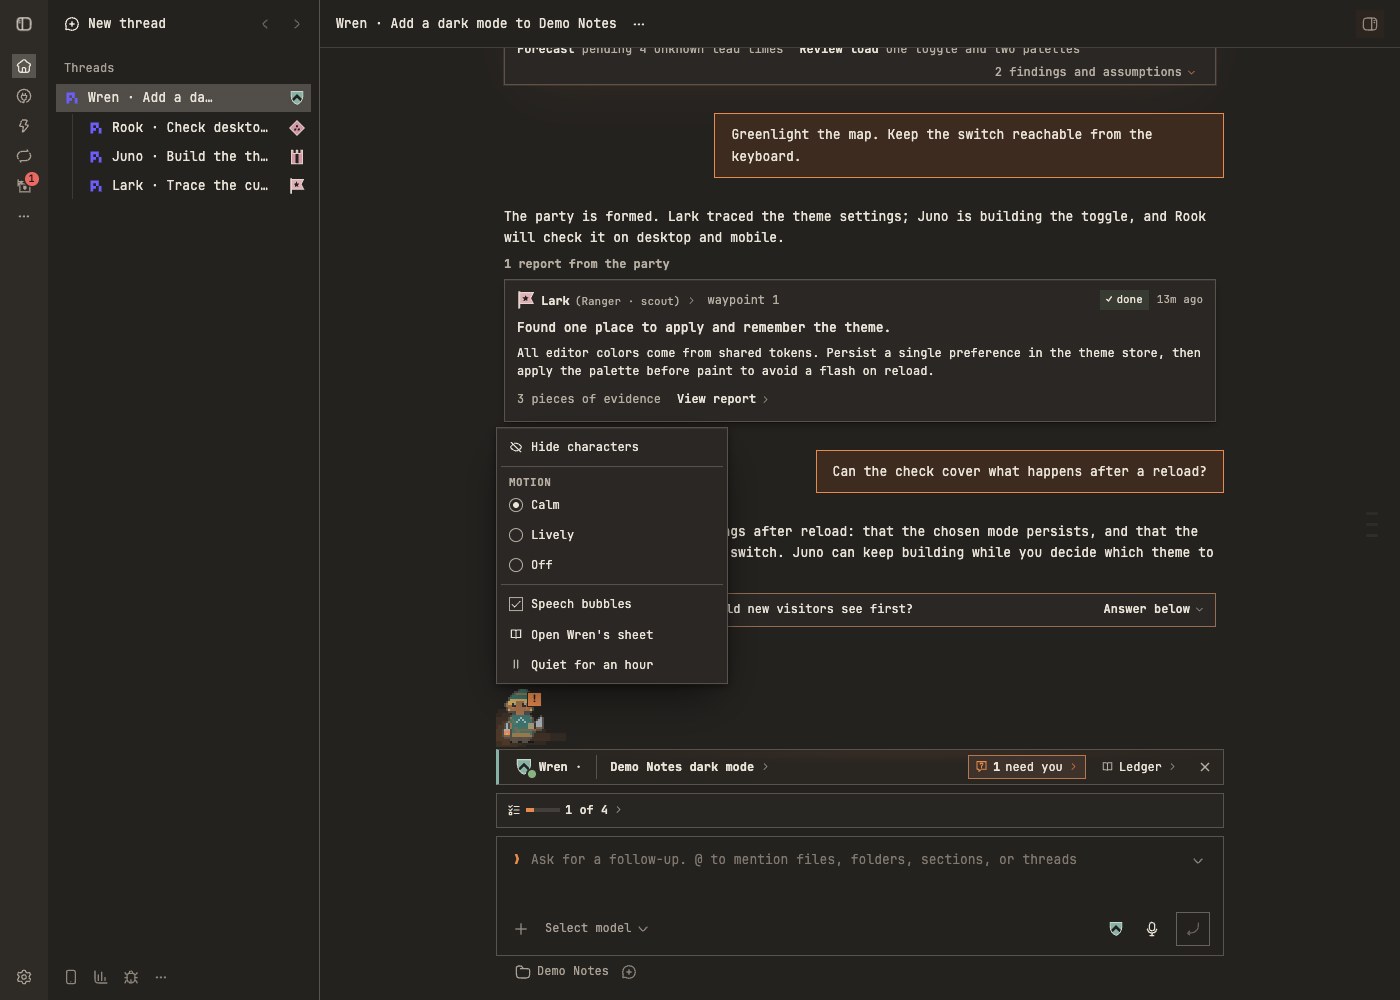 New thread
Threads
Wren · Add a da…
Rook · Check deskto…
Juno · Build the th…
Lark · Trace the cu…
1
Wren · Add a dark mode to Demo Notes
Forecast pending 4 unknown lead times Review load one toggle and two palettes
2 findings and assumptions
Greenlight the map. Keep the switch reachable from the
keyboard.
The party is formed. Lark traced the theme settings; Juno is building the toggle, and Rook
will check it on desktop and mobile.
1 report from the party
Lark (Ranger · scout) > waypoint 1
✓ done 13m ago
Found one place to apply and remember the theme.
All editor colors come from shared tokens. Persist a single preference in the theme store, then
apply the palette before paint to avoid a flash on reload.
3 pieces of evidence View report >
Hide characters
MOTION
Calm
Lively
Off
Speech bubbles
Open Wren's sheet
Quiet for an hour
Can the check cover what happens after a reload?
ngs after reload: that the chosen mode persists, and that the
switch. Juno can keep building while you decide which theme to
ld new visitors see first?
Answer below
!
Wren ·
Demo Notes dark mode >
1 need you >
Ledger >
1 of 4 >
Ask for a follow-up. @ to mention files, folders, sections, or threads
Select model
Demo Notes